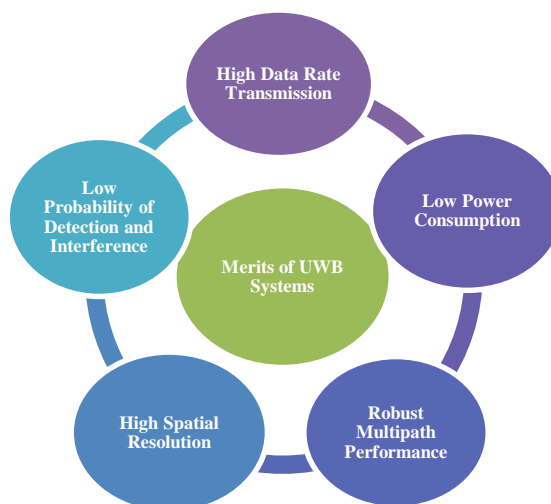 High Data Rate
Transmission
Low Power
Consumption
Robust
Multipath
Performance
High Spatial
Resolution
Low
Probability of
Detection and
Interference
Merits of UWB
Systems